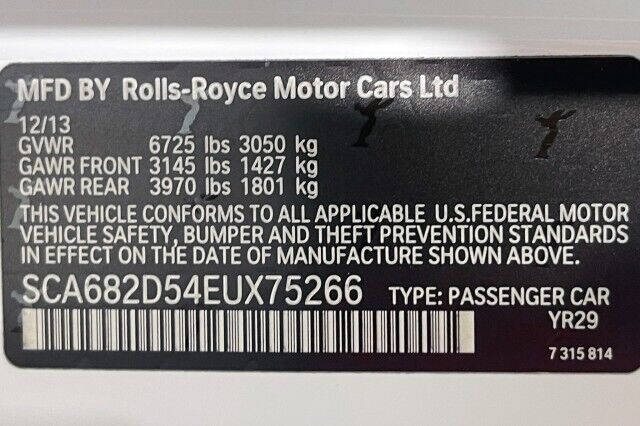 MFD BY Rolls-Royce Motor Cars Ltd
12/13
GVWR 6725 lbs 3050 kg
GAWR FRONT 3145 lbs 1427 kg
GAWR REAR 3970 lbs 1801 kg
THIS VEHICLE CONFORMS TO ALL APPLICABLE U.S.FEDERAL MOTOR
VEHICLE SAFETY, BUMPER AND THEFT PREVENTION STANDARDS
IN EFFECT ON THE DATE OF MANUFACTURE SHOWN ABOVE.
SCA682D54EUX75266 TYPE: PASSENGER CAR
YR29
7 315 814